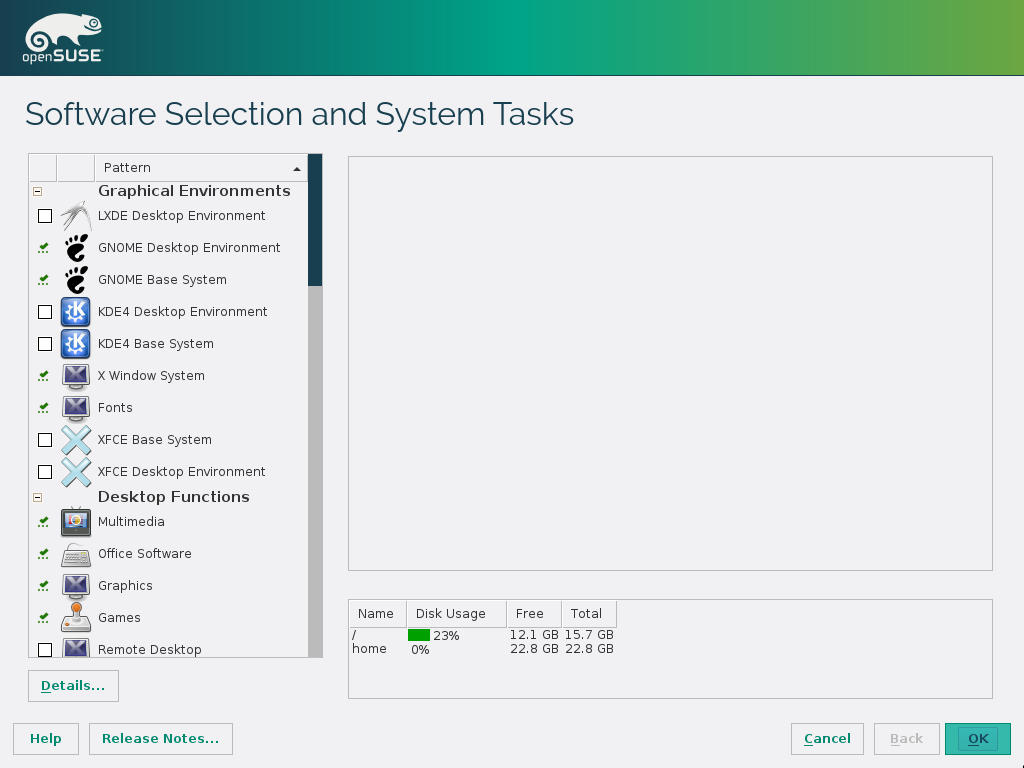 openSUSE
Software Selection and System Tasks
Pattern
Graphical Environments
LXDE Desktop Environment
GNOME Desktop Environment
GNOME Base System
KDE4 Desktop Environment
KDE4 Base System
X Window System
Fonts
XFCE Base System
XFCE Desktop Environment
Desktop Functions
Multimedia
Office Software
Graphics
Games
Remote Desktop
Name Disk Usage Free Total
/ 23% 12.1 GB 15.7 GB
home 0% 22.8 GB 22.8 GB
Details...
Help Release Notes... Cancel Back OK